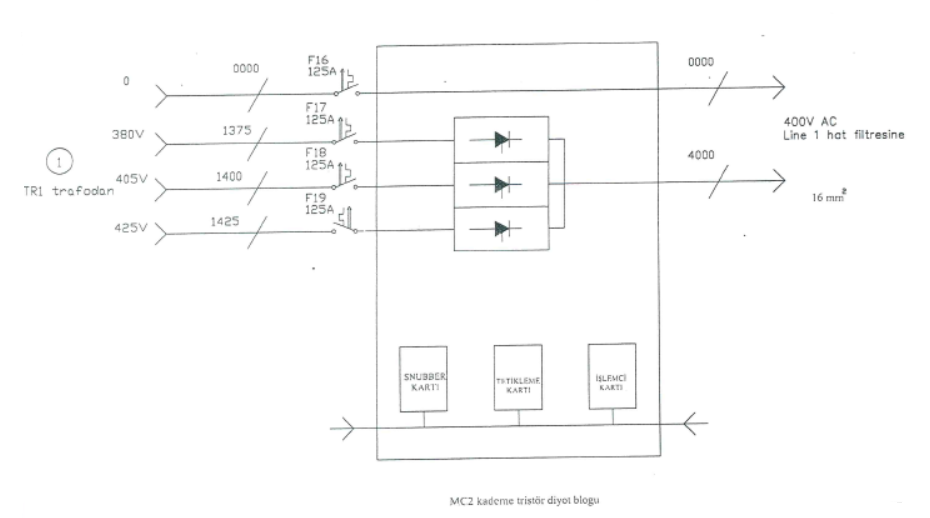 F16
0000
125A
0000
0
F17
125A
400V AC
Line 1 hat filtresine
380V
1375
F18
125A
4000
1
TR1 trafodan
405V
1400
16 mm²
F19
125A
425V
1425
SNUBBER
KARTI
TETİKLEME
KARTI
İŞLEMCİ
KARTI
MC2 kademe tristör diyot blogu